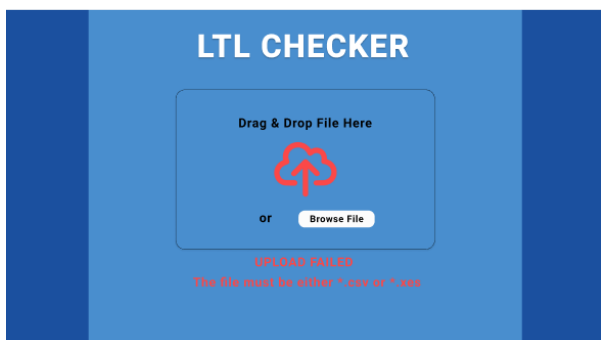 LTL CHECKER
Drag & Drop File Here
or Browse File
UPLOAD FAILED
The file must be either *.csv or *.xes